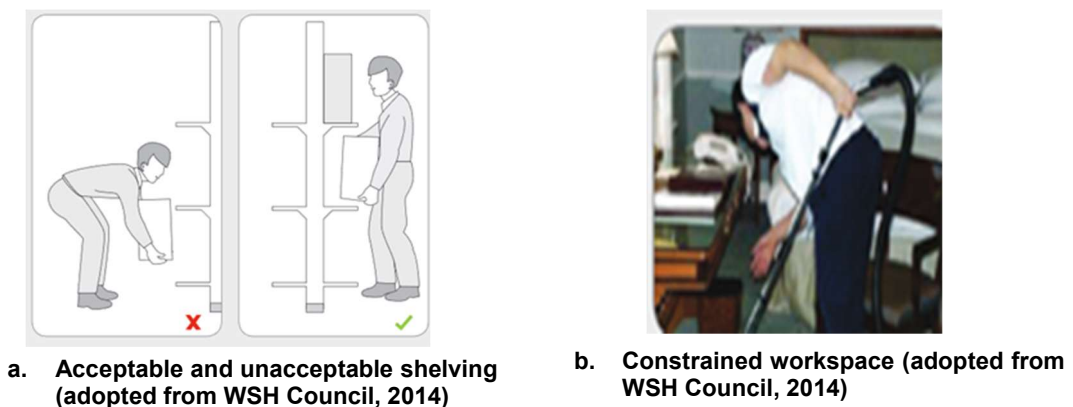 a. Acceptable and unacceptable shelving
(adopted from WSH Council, 2014)
b. Constrained workspace (adopted from
WSH Council, 2014)